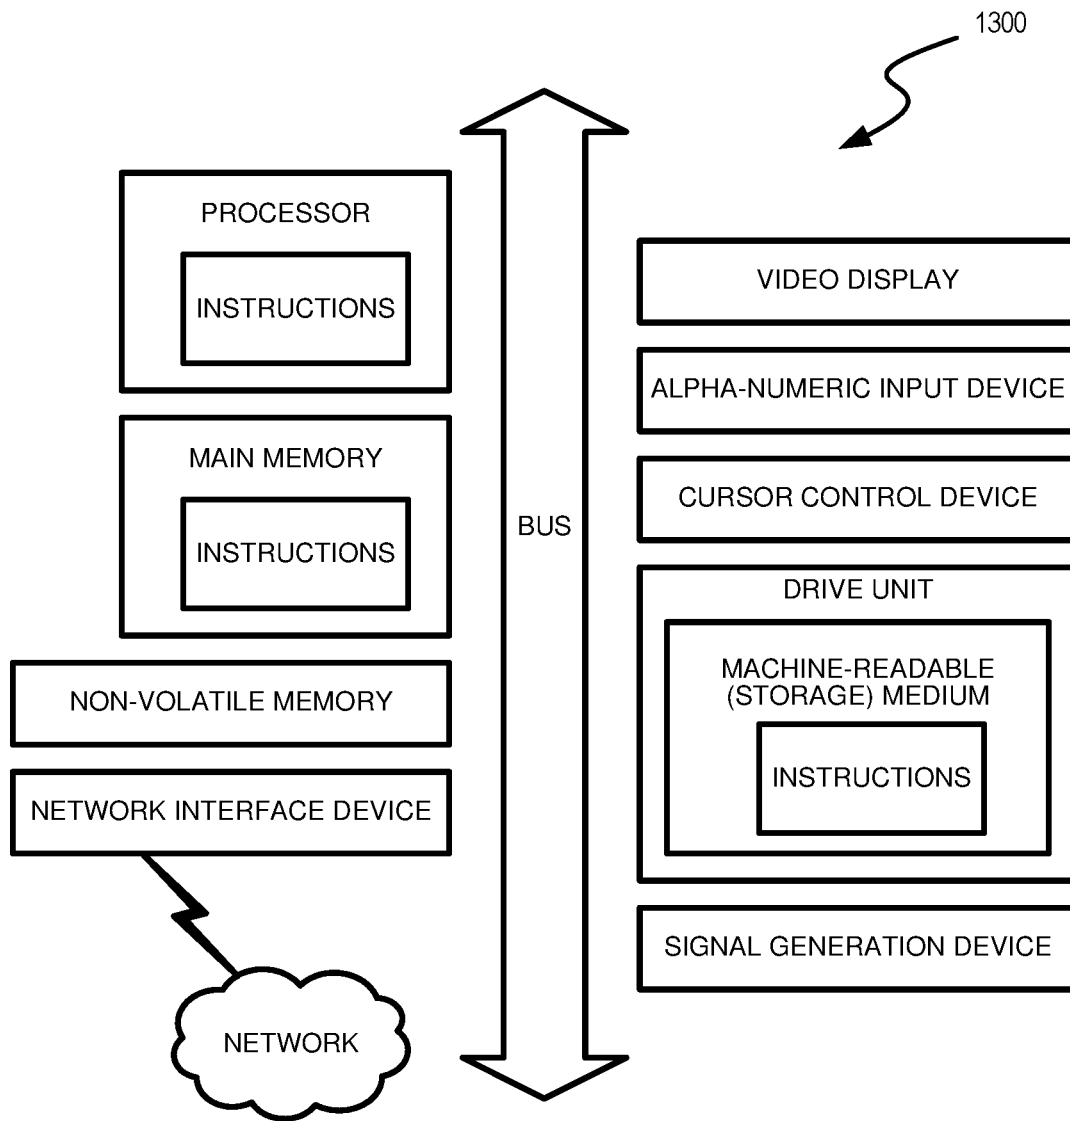 1300
PROCESSOR
INSTRUCTIONS
MAIN MEMORY
INSTRUCTIONS
NON-VOLATILE MEMORY
NETWORK INTERFACE DEVICE
NETWORK
BUS
VIDEO DISPLAY
ALPHA-NUMERIC INPUT DEVICE
CURSOR CONTROL DEVICE
DRIVE UNIT
MACHINE-READABLE
(STORAGE) MEDIUM
INSTRUCTIONS
SIGNAL GENERATION DEVICE